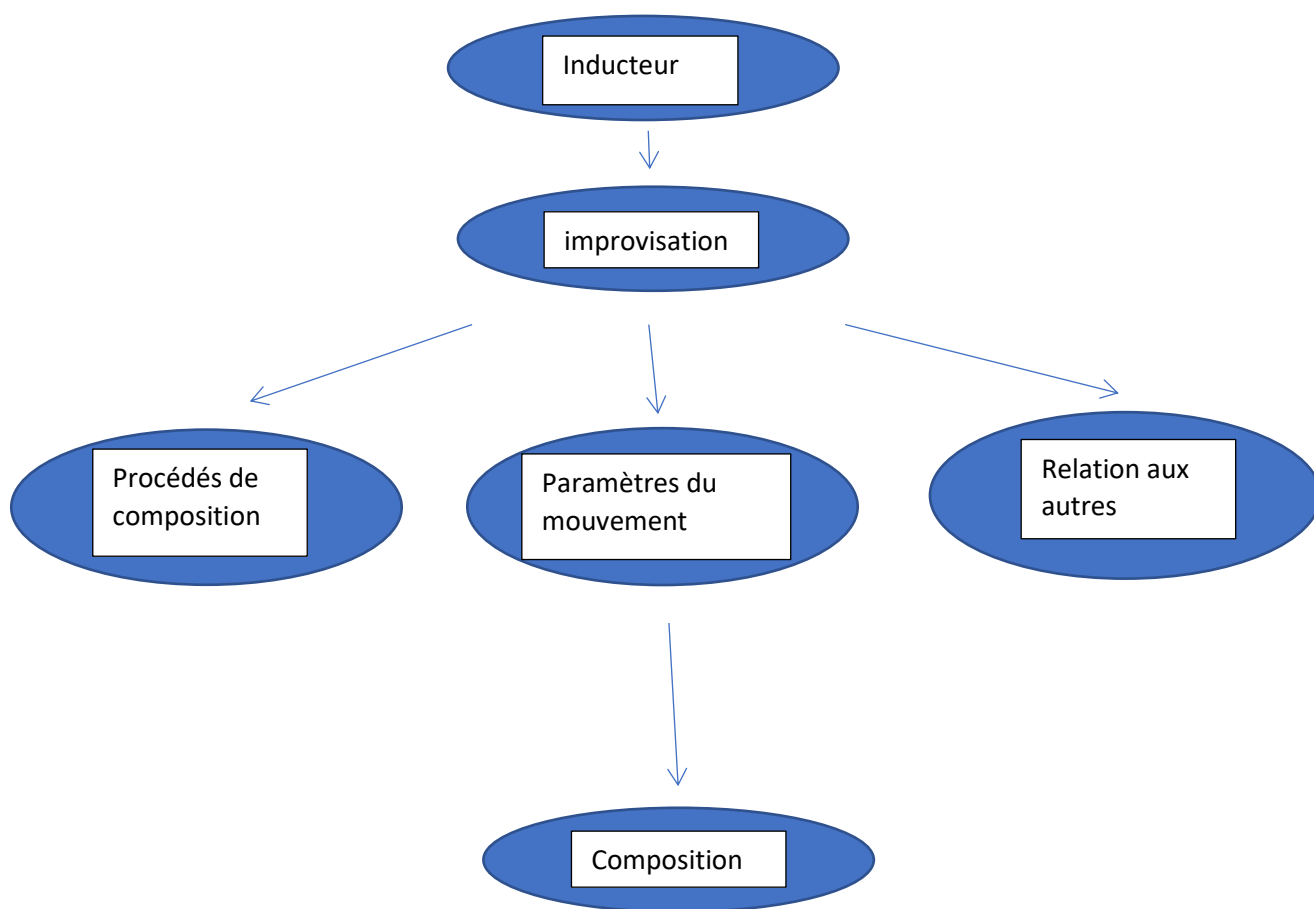 Inducteur
improvisation
Procédés de
composition
Paramètres du
mouvement
Relation aux
autres
Composition